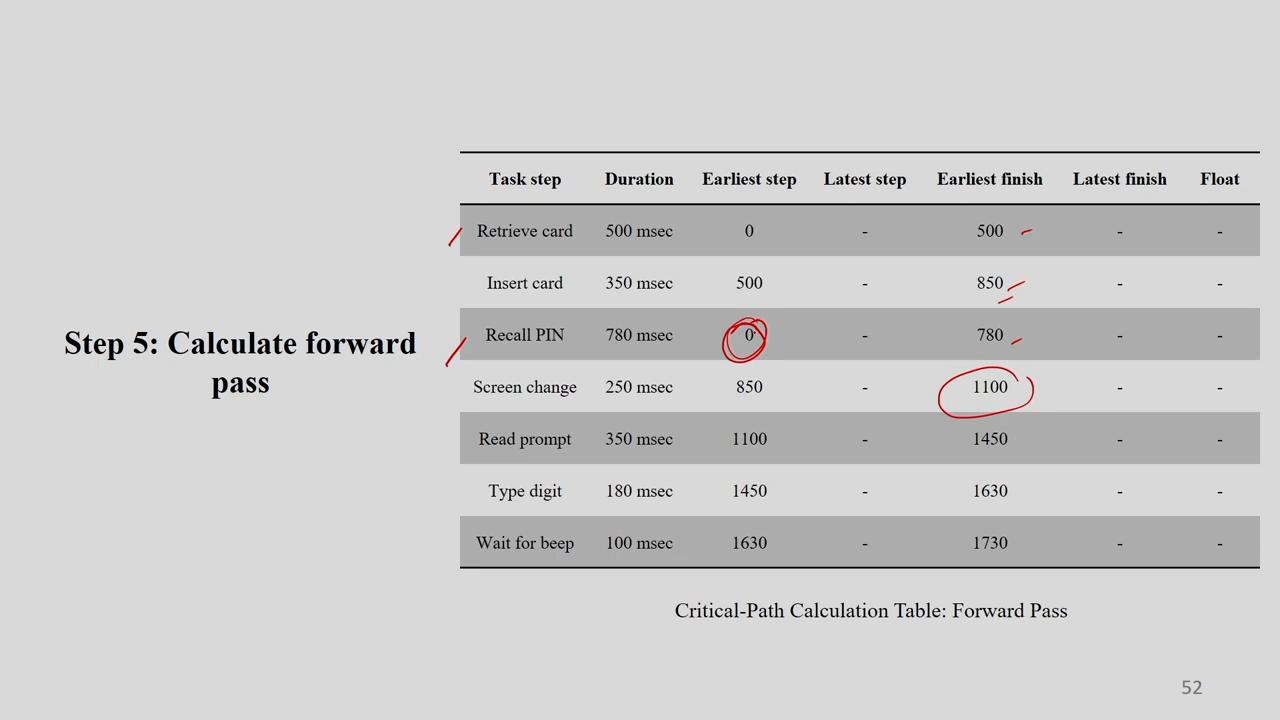 Step 5: Calculate forward
pass
Task step Duration Earliest step Latest step Earliest finish Latest finish Float
Retrieve card 500 msec 0 - 500 - -
Insert card 350 msec 500 - 850 - -
Recall PIN 780 msec 0 - 780 - -
Screen change 250 msec 850 - 1100 - -
Read prompt 350 msec 1100 - 1450 - -
Type digit 180 msec 1450 - 1630 - -
Wait for beep 100 msec 1630 - 1730 - -
Critical-Path Calculation Table: Forward Pass
52